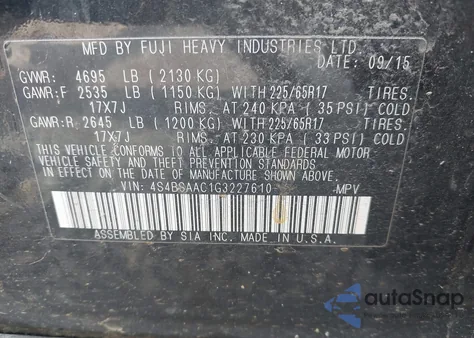 MFD BY FUJI HEAVY INDUSTRIES LTD.
DATE: 09/15
GVWR: 4695 LB (2130 KG)
GAWR:F 2535 LB (1150 KG) WITH 225/65R17 TIRES.
17X7J RIMS, AT 240 KPA (35 PSI) COLD
GAWR:R 2645 LB (1200 KG) WITH 225/65R17 TIRES.
17X7J RIMS, AT 230 KPA (33 PSI) COLD
THIS VEHICLE CONFORMS TO ALL APPLICABLE FEDERAL MOTOR
VEHICLE SAFETY AND BUMPER STANDARDS IN EFFECT ON THE
DATE OF MANUFACTURE SHOWN ABOVE.
VIN: 4S4BSAAC1G3227610 MPV
ASSEMBLED BY SIA INC. IN U.S.A.
autoSnap
BY AUTOBIDMASTER